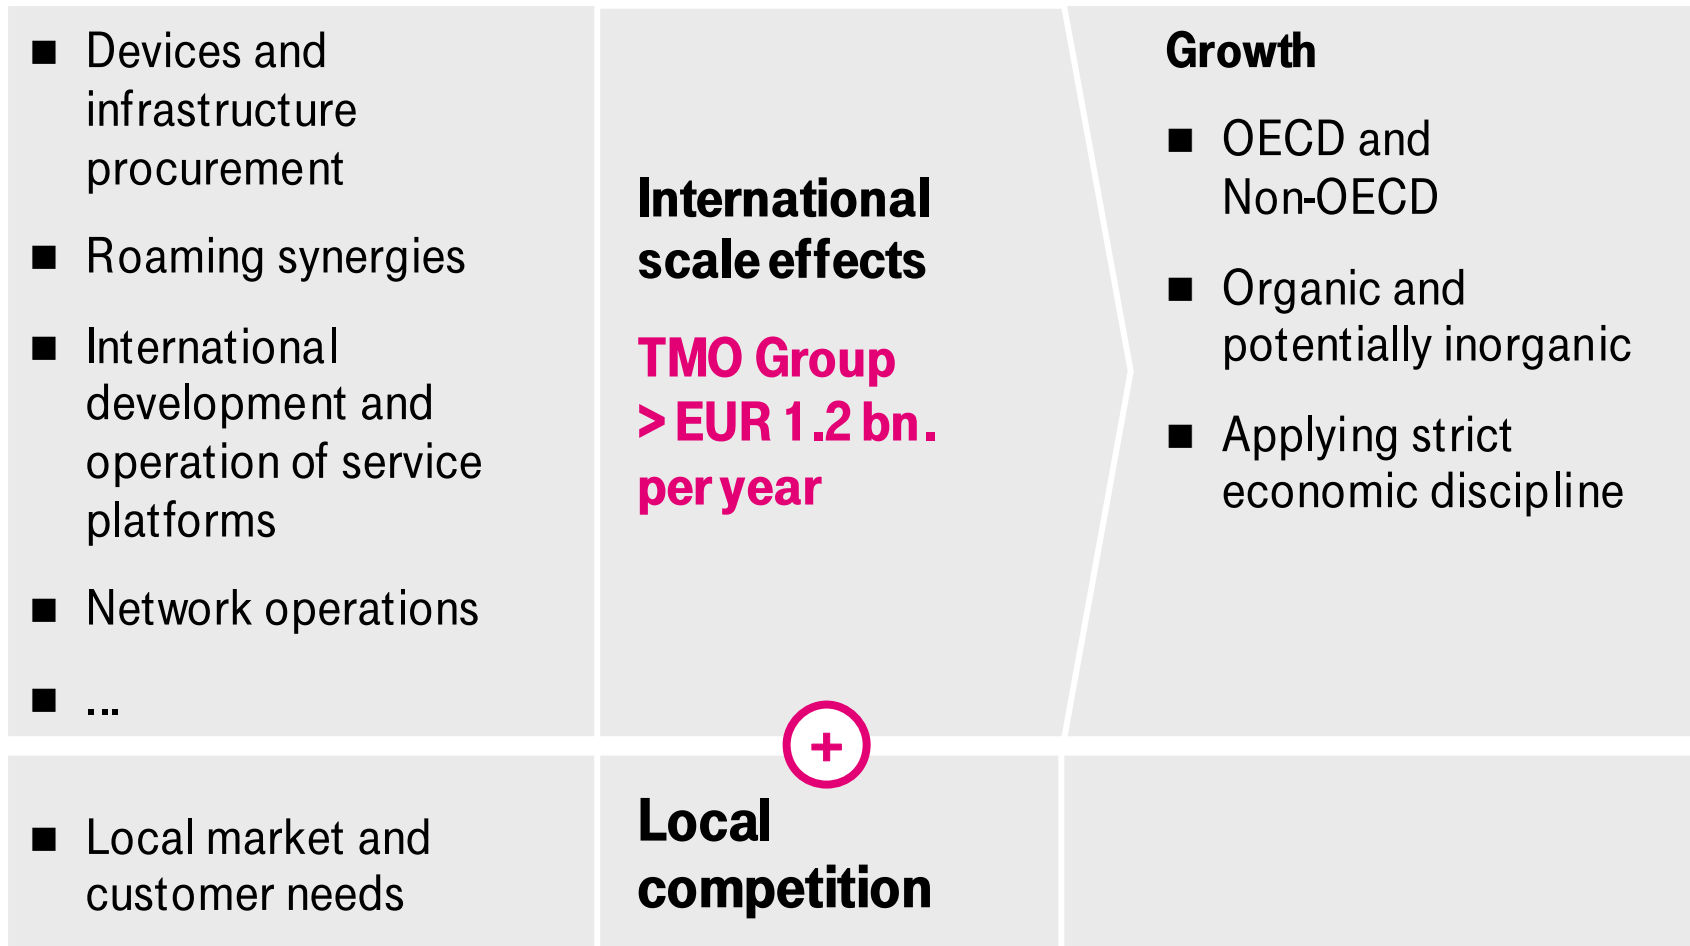 ■ Devices and
infrastructure
procurement
■ Roaming synergies
■ International
development and
operation of service
platforms
■ Network operations
■ ...
International
scale effects
TMO Group
> EUR 1.2 bn.
per year
Growth
■ OECD and
Non-OECD
■ Organic and
potentially inorganic
■ Applying strict
economic discipline
+
■ Local market and
customer needs
Local
competition